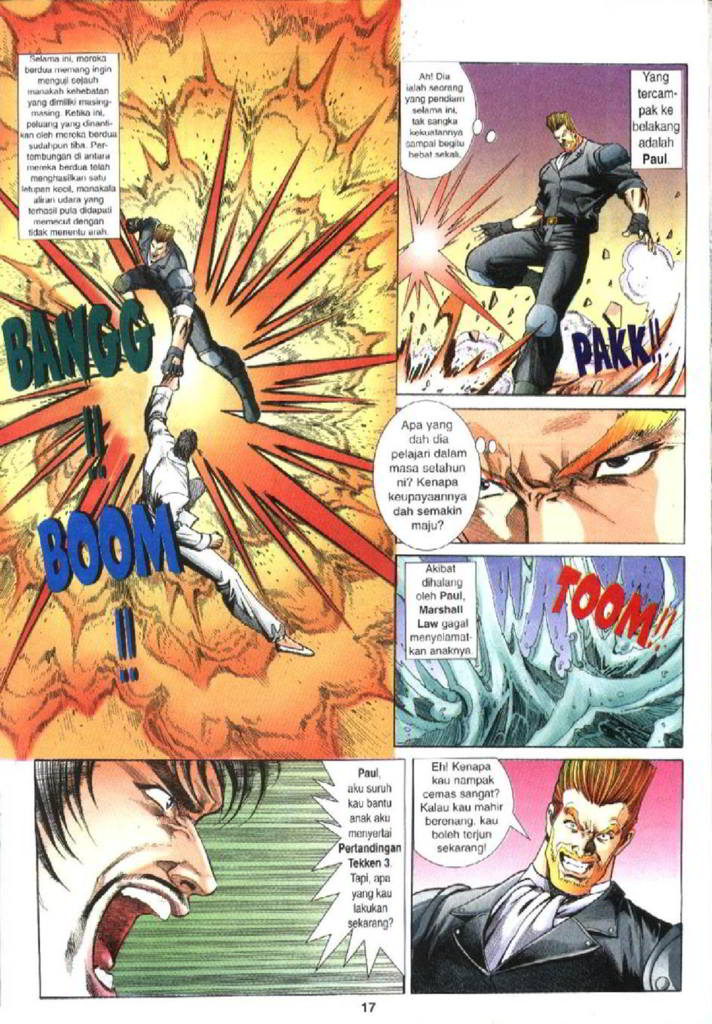 Selama ini, mereka
berdua memang ingin
menguji sejauh
manakah kehebatan
yang dimiliki masing-
masing. Ketika ini,
peluang yang dinanti-
kan oleh mereka berdua
sudahpun tiba. Per-
tembungan di antara
mereka berdua telah
menghasilkan satu
letupan kecil, manakala
aliran udara yang
terhasil pula didapati
memecut dengan
tidak menentu arah.
BANGG
!!
BOOM
!!
Ah! Dia
ialah seorang
yang pendiam
selama ini,
tak sangka
kekuatannya
sampai begitu
hebat sekali.
Yang
tercam-
pak ke
belakang
adalah
Paul.
PAKK!!
Apa yang
dah dia
pelajari dalam
masa setahun
ni? Kenapa
keupayaannya
dah semakin
maju?
Akibat
dihalang
oleh Paul,
Marshall
Law gagal
menyelamat-
kan anaknya.
TOOM!!
Paul,
aku suruh
kau bantu
anak aku
menyertai
Pertandingan
Tekken 3.
Tapi, apa
yang kau
lakukan
sekarang?
Eh! Kenapa
kau nampak
cemas sangat?
Kalau kau mahir
berenang, kau
boleh terjun
sekarang!
17